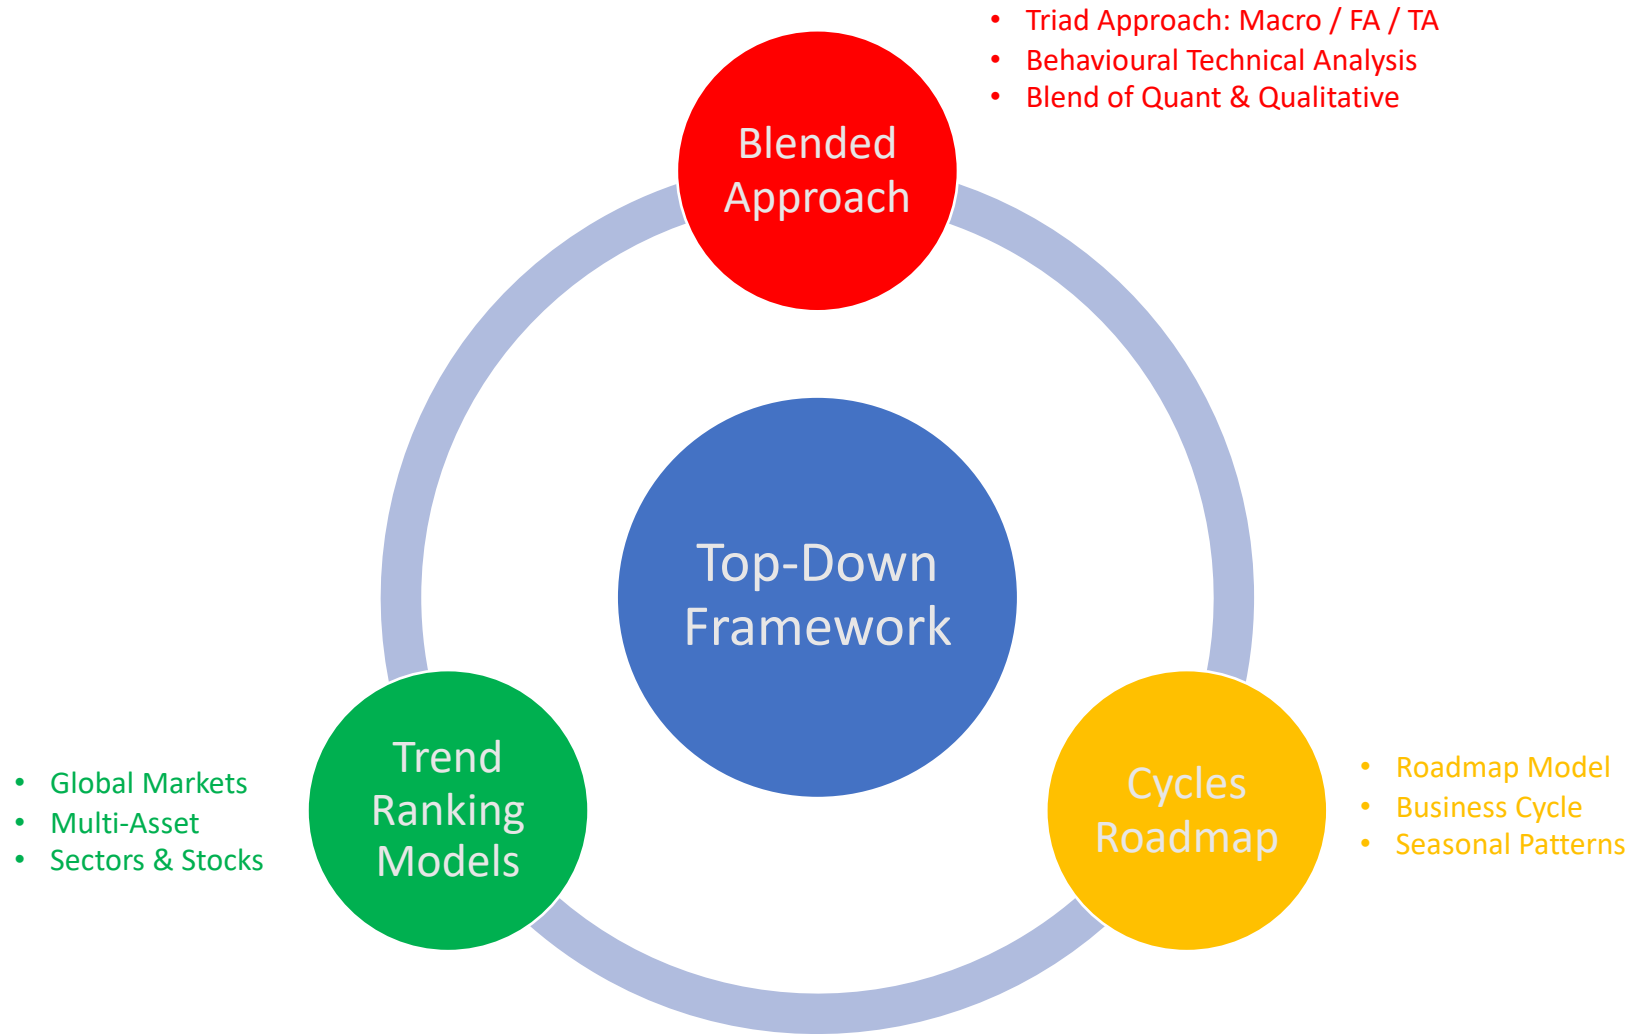 • Triad Approach: Macro / FA / TA
• Behavioural Technical Analysis
• Blend of Quant & Qualitative
Blended
Approach
Top-Down
Framework
Trend
Ranking
Models
• Global Markets
• Multi-Asset
• Sectors & Stocks
Cycles
Roadmap
• Roadmap Model
• Business Cycle
• Seasonal Patterns